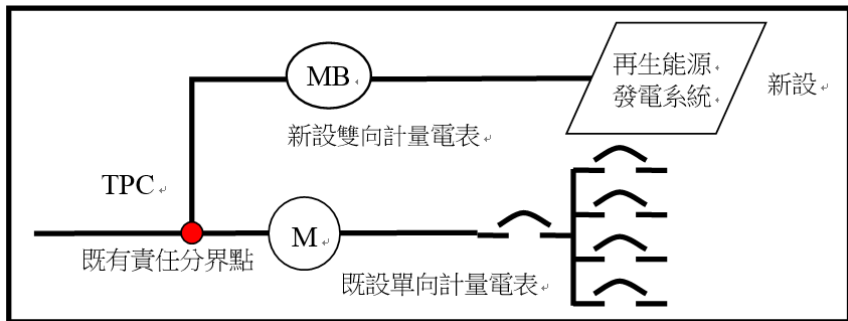 MB
再生能源
發電系統
新設
新設雙向計量電表
TPC
M
既有責任分界點
既設單向計量電表